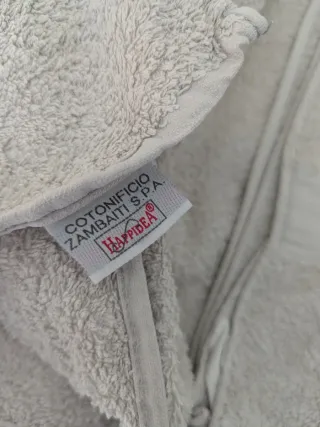 COTONIFICIO
ZAMBAITI S.P.A.
HAPPIDEA®